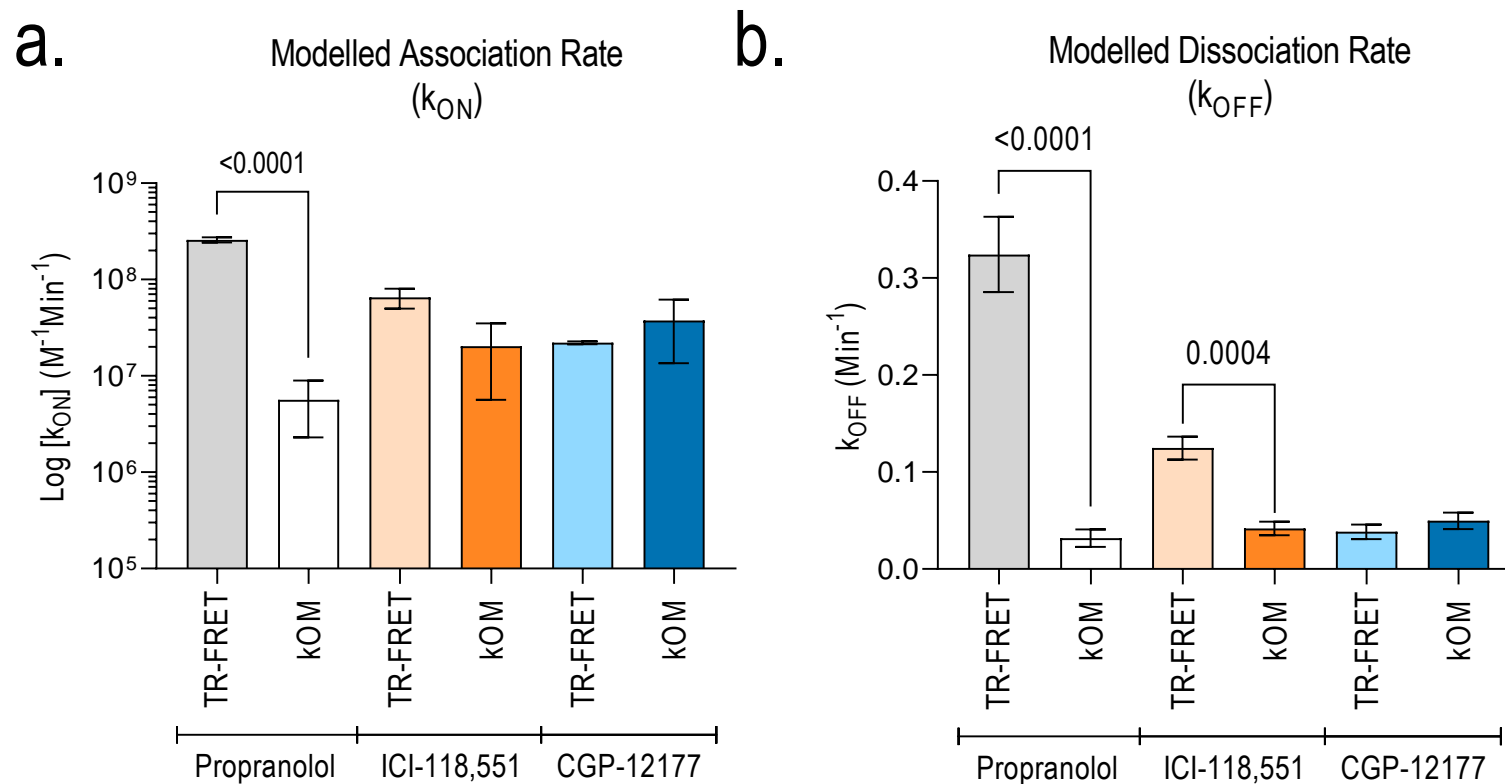 a.
Modelled Association Rate
(kON)
<0.0001
10⁹
10⁸
10⁷
10⁶
10⁵
Log [kON] (M⁻¹Min⁻¹)
TR-FRET
kOM
TR-FRET
kOM
TR-FRET
kOM
Propranolol
ICI-118,551
CGP-12177
b.
Modelled Dissociation Rate
(kOFF)
<0.0001
0.0004
0.4
0.3
0.2
0.1
0.0
kOFF (Min⁻¹)
TR-FRET
kOM
TR-FRET
kOM
TR-FRET
kOM
Propranolol
ICI-118,551
CGP-12177